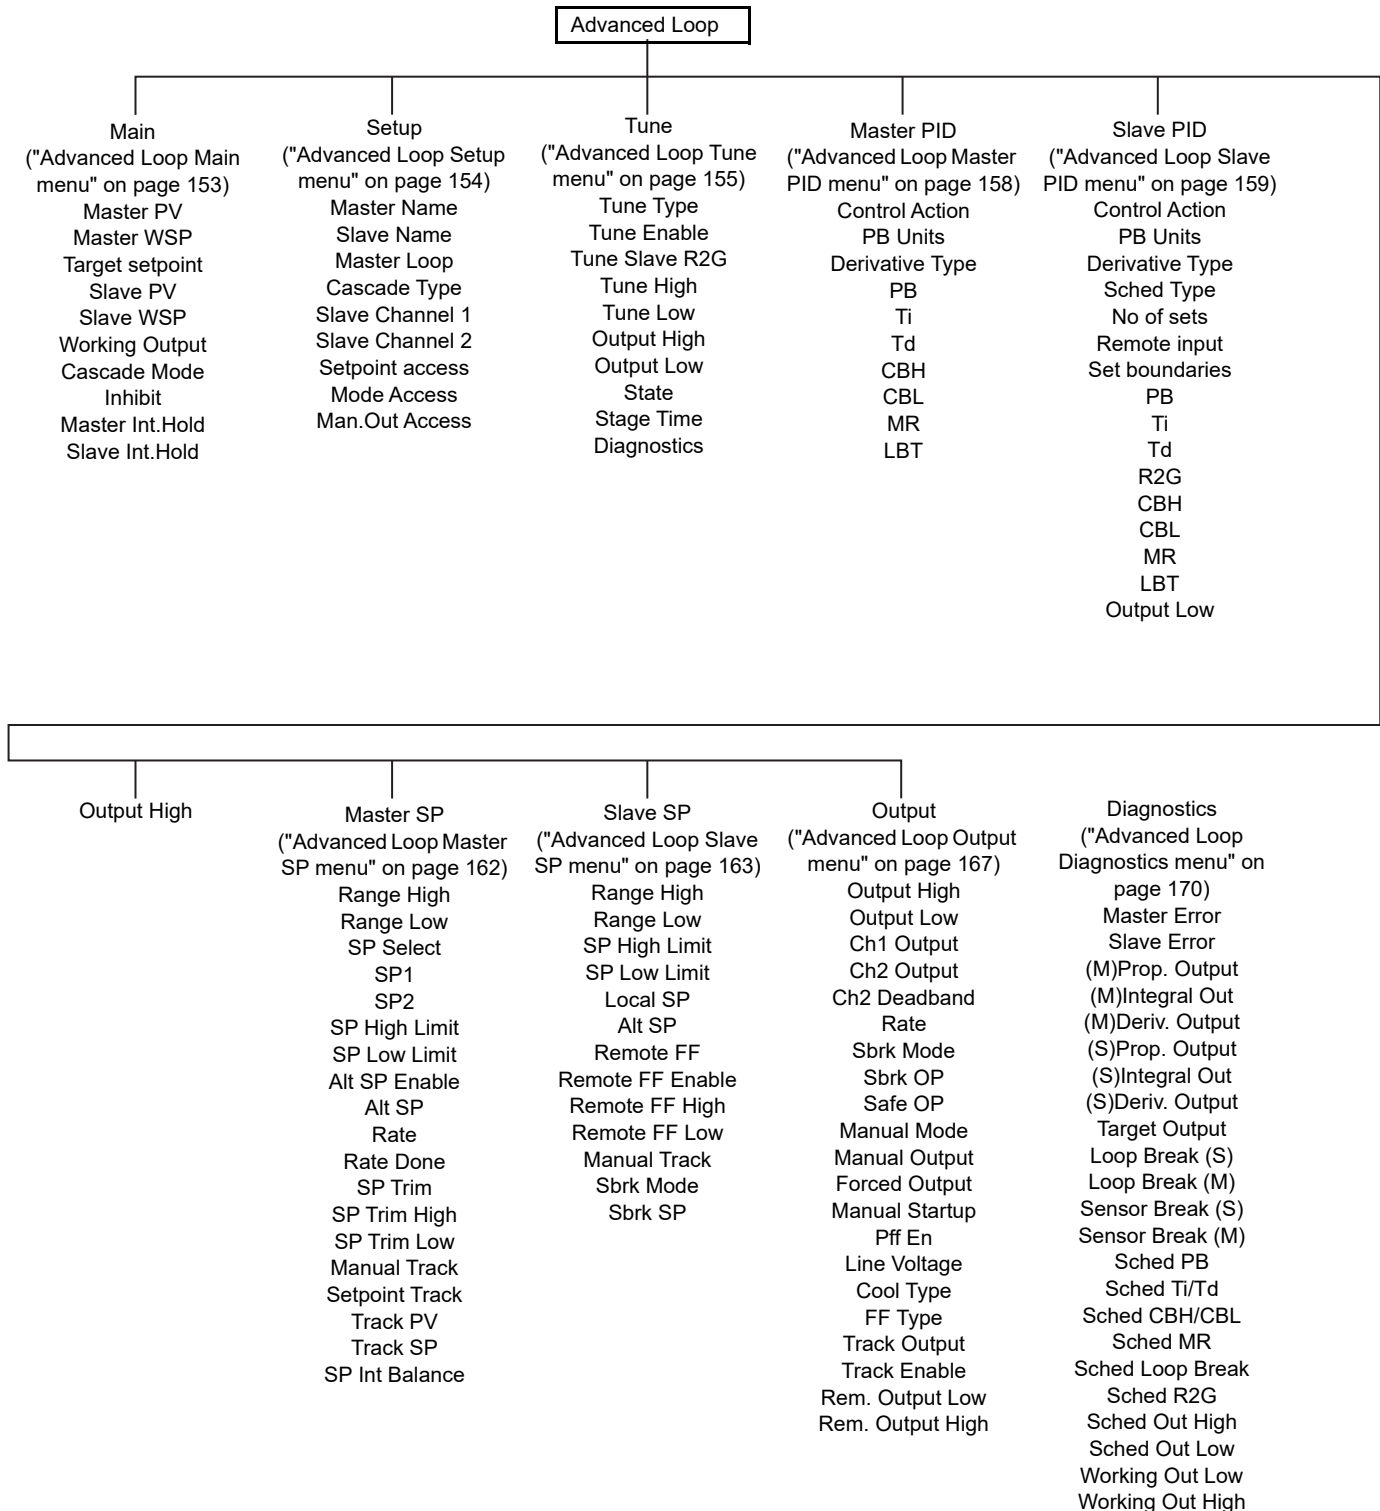 Advanced Loop
Main
("Advanced Loop Main
menu" on page 153)
Master PV
Master WSP
Target setpoint
Slave PV
Slave WSP
Working Output
Cascade Mode
Inhibit
Master Int.Hold
Slave Int.Hold
Setup
("Advanced Loop Setup
menu" on page 154)
Master Name
Slave Name
Master Loop
Cascade Type
Slave Channel 1
Slave Channel 2
Setpoint access
Mode Access
Man.Out Access
Tune
("Advanced Loop Tune
menu" on page 155)
Tune Type
Tune Enable
Tune Slave R2G
Tune High
Tune Low
Output High
Output Low
State
Stage Time
Diagnostics
Master PID
("Advanced Loop Master
PID menu" on page 158)
Control Action
PB Units
Derivative Type
PB
Ti
Td
CBH
CBL
MR
LBT
Slave PID
("Advanced Loop Slave
PID menu" on page 159)
Control Action
PB Units
Derivative Type
Sched Type
No of sets
Remote input
Set boundaries
PB
Ti
Td
R2G
CBH
CBL
MR
LBT
Output Low
Output High
Master SP
("Advanced Loop Master
SP menu" on page 162)
Range High
Range Low
SP Select
SP1
SP2
SP High Limit
SP Low Limit
Alt SP Enable
Alt SP
Rate
Rate Done
SP Trim
SP Trim High
SP Trim Low
Manual Track
Setpoint Track
Track PV
Track SP
SP Int Balance
Slave SP
("Advanced Loop Slave
SP menu" on page 163)
Range High
Range Low
SP High Limit
SP Low Limit
Local SP
Alt SP
Remote FF
Remote FF Enable
Remote FF High
Remote FF Low
Manual Track
Sbrk Mode
Sbrk SP
Output
("Advanced Loop Output
menu" on page 167)
Output High
Output Low
Ch1 Output
Ch2 Output
Ch2 Deadband
Rate
Sbrk Mode
Sbrk OP
Safe OP
Manual Mode
Manual Output
Forced Output
Manual Startup
Pff En
Line Voltage
Cool Type
FF Type
Track Output
Track Enable
Rem. Output Low
Rem. Output High
Diagnostics
("Advanced Loop
Diagnostics menu" on
page 170)
Master Error
Slave Error
(M)Prop. Output
(M)Integral Out
(M)Deriv. Output
(S)Prop. Output
(S)Integral Out
(S)Deriv. Output
Target Output
Loop Break (S)
Loop Break (M)
Sensor Break (S)
Sensor Break (M)
Sched PB
Sched Ti/Td
Sched CBH/CBL
Sched MR
Sched Loop Break
Sched R2G
Sched Out High
Sched Out Low
Working Out Low
Working Out High